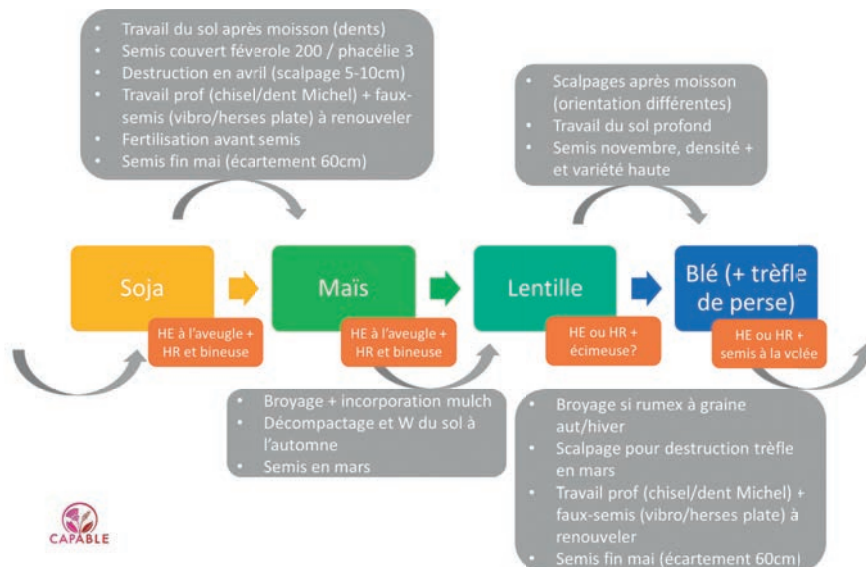 • Travail du sol après moisson (dents)
• Semis couvert féverole 200 / phacélie 3
• Destruction en avril (scalpage 5-10cm)
• Travail prof (chisel/dent Michel) + faux-
semis (vibro/herses plate) à renouveler
• Fertilisation avant semis
• Semis fin mai (écartement 60cm)
• Scalpages après moisson
(orientation différentes)
• Travail du sol profond
• Semis novembre, densité +
et variété haute
Soja
HE à l'aveugle +
HR et bineuse
Maïs
HE à l'aveugle +
HR et bineuse
Lentille
HE ou HR +
écimeuse?
Blé (+ trèfle
de perse)
HE ou HR +
semis à la volée
• Broyage + incorporation mulch
• Décompactage et W du sol à
l'automne
• Semis en mars
• Broyage si rumex à graine
aut/hiver
• Scalpage pour destruction trèfle
en mars
• Travail prof (chisel/dent Michel) +
faux-semis (vibro/herses plate) à
renouveler
• Semis fin mai (écartement 60cm)
CAPABLE